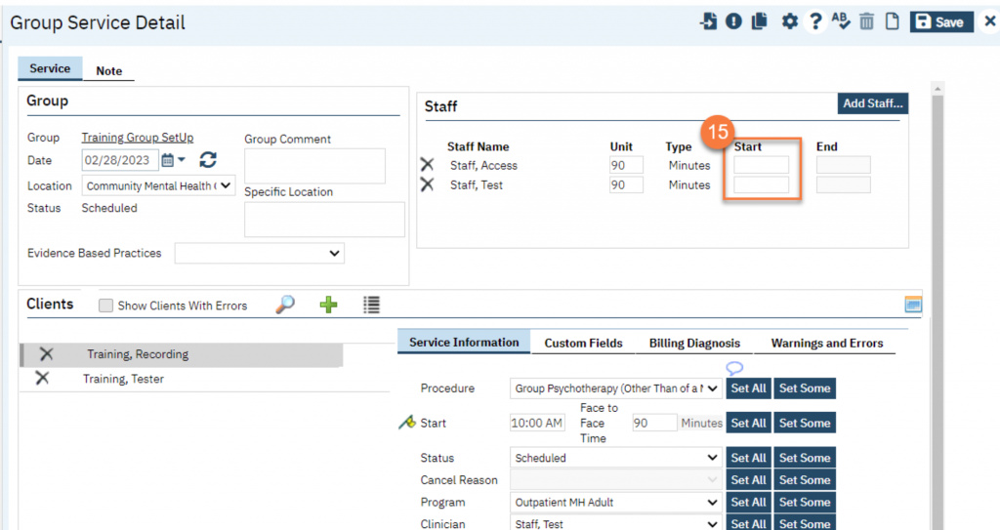 Group Service Detail
Save
Service
Note
Group
Group Training Group SetUp
Date 02/28/2023
Location Community Mental Health (
Status Scheduled
Group Comment
Specific Location
Evidence Based Practices
Staff
Add Staff...
15
Staff Name Unit Type Start End
Staff, Access 90 Minutes
Staff, Test 90 Minutes
Clients Show Clients With Errors
Training, Recording
Training, Tester
Service Information Custom Fields Billing Diagnosis Warnings and Errors
Procedure Group Psychotherapy (Other Than of a M Set All Set Some
Start 10:00 AM Face to Face Time 90 Minutes Set All Set Some
Status Scheduled Set All Set Some
Cancel Reason Set All Set Some
Program Outpatient MH Adult Set All Set Some
Clinician Staff, Test Set All Set Some